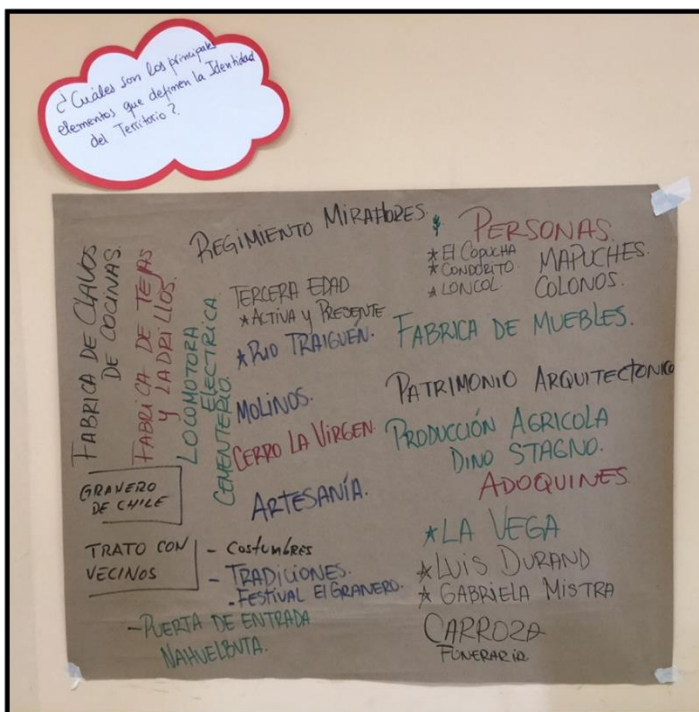 ¿Cuáles son los principales
elementos que definen la Identidad
del Territorio?
REGIMIENTO MIRAFLORES.
FABRICA DE CLAVOS
DE COCINAS.
FABRICA DE TEJAS
Y LADRILLOS.
LOCOMOTORA
ELECTRICA
CEMENTERIO
TERCERA EDAD
* ACTIVA Y PRESENTE
* RIO TRAIGUÉN.
MOLINOS.
CERRO LA VIRGEN.
ARTESANÍA.
GRANERO
DE CHILE
TRATO CON
VECINOS
- COSTUMBRES
- TRADICIONES.
- FESTIVAL El GRANERO.
- PUERTA DE ENTRADA
NAHUELBUTA.
PERSONAS.
* El COPUCHA
* CONDORITO.
* LONCOL.
MAPUCHES.
COLONOS.
FABRICA DE MUEBLES.
PATRIMONIO ARQUITECTONICO
PRODUCCIÓN AGRICOLA
DINO STAGNO.
ADOQUINES.
* LA VEGA
* LUIS DURAND
* GABRIELA MISTRA
CARROZA
FUNERARIA